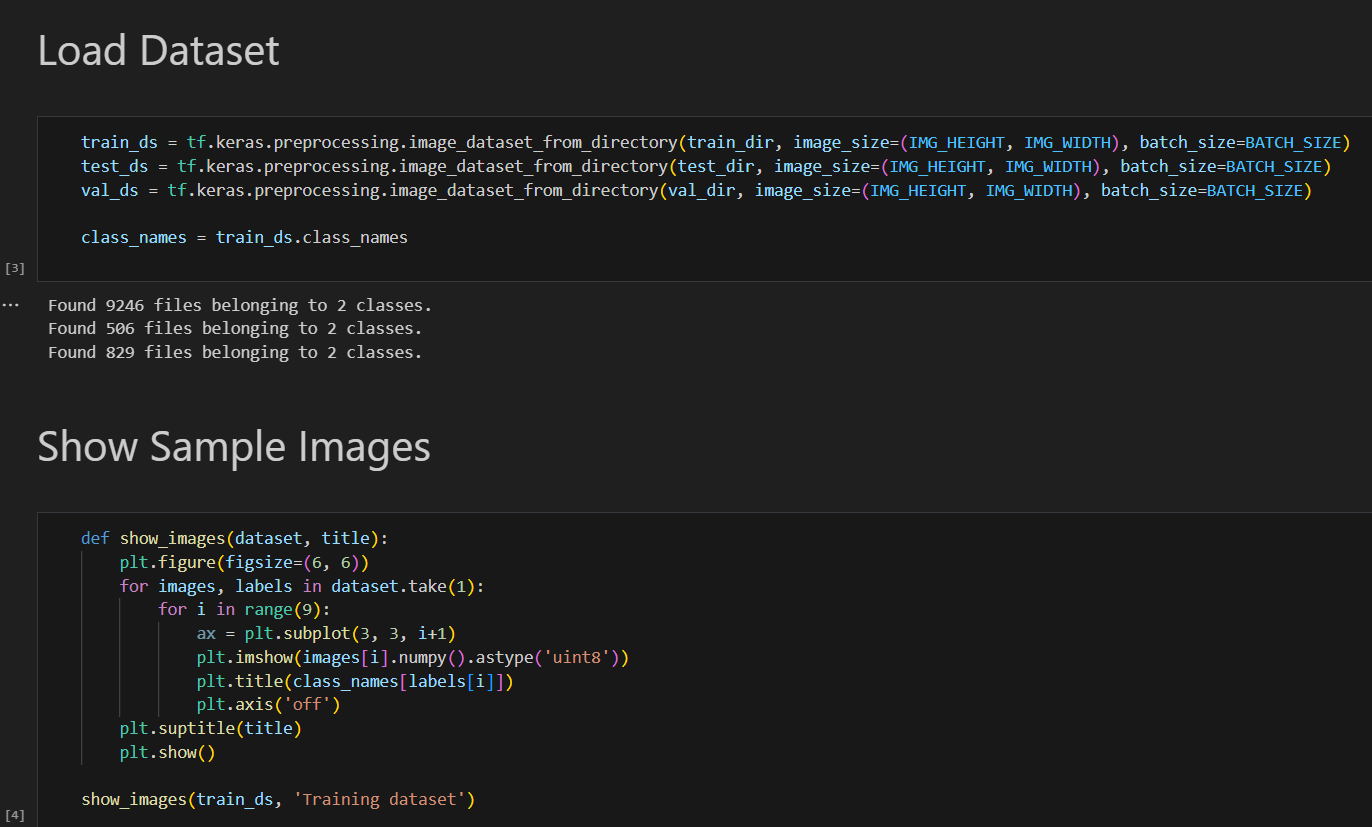 Load Dataset
train_ds = tf.keras.preprocessing.image_dataset_from_directory(train_dir, image_size=(IMG_HEIGHT, IMG_WIDTH), batch_size=BATCH_SIZE)
test_ds = tf.keras.preprocessing.image_dataset_from_directory(test_dir, image_size=(IMG_HEIGHT, IMG_WIDTH), batch_size=BATCH_SIZE)
val_ds = tf.keras.preprocessing.image_dataset_from_directory(val_dir, image_size=(IMG_HEIGHT, IMG_WIDTH), batch_size=BATCH_SIZE)
class_names = train_ds.class_names
[3]
... Found 9246 files belonging to 2 classes.
Found 506 files belonging to 2 classes.
Found 829 files belonging to 2 classes.
Show Sample Images
def show_images(dataset, title):
    plt.figure(figsize=(6, 6))
    for images, labels in dataset.take(1):
        for i in range(9):
            ax = plt.subplot(3, 3, i+1)
            plt.imshow(images[i].numpy().astype('uint8'))
            plt.title(class_names[labels[i]])
            plt.axis('off')
    plt.suptitle(title)
    plt.show()
show_images(train_ds, 'Training dataset')
[4]